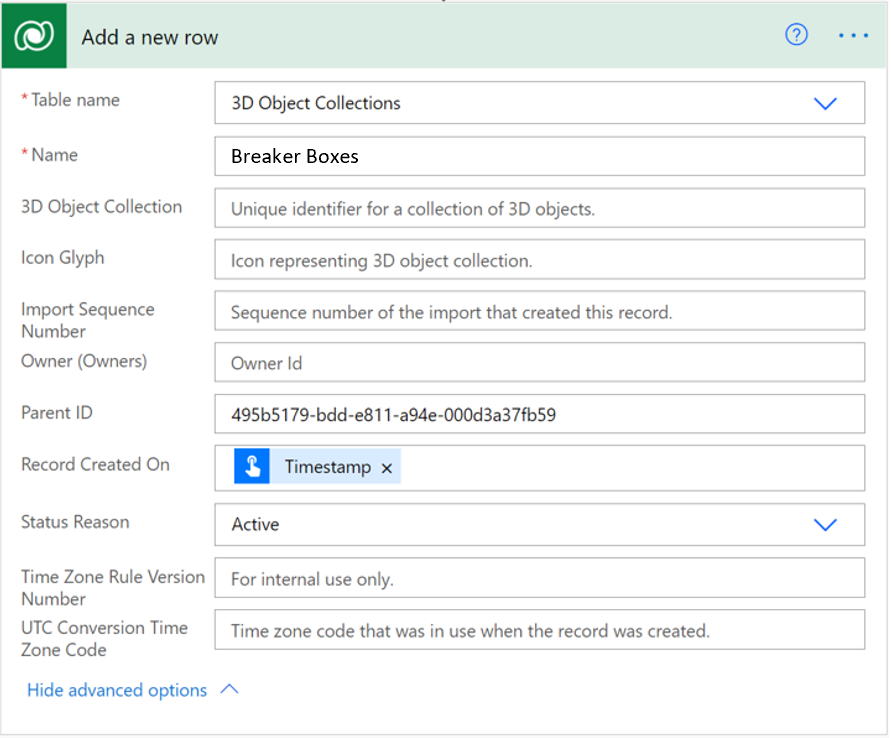 Add a new row
* Table name
3D Object Collections
* Name
Breaker Boxes
3D Object Collection
Unique identifier for a collection of 3D objects.
Icon Glyph
Icon representing 3D object collection.
Import Sequence
Number
Sequence number of the import that created this record.
Owner (Owners)
Owner Id
Parent ID
495b5179-bdd-e811-a94e-000d3a37fb59
Record Created On
Timestamp ×
Status Reason
Active
Time Zone Rule Version
Number
For internal use only.
UTC Conversion Time
Zone Code
Time zone code that was in use when the record was created.
Hide advanced options